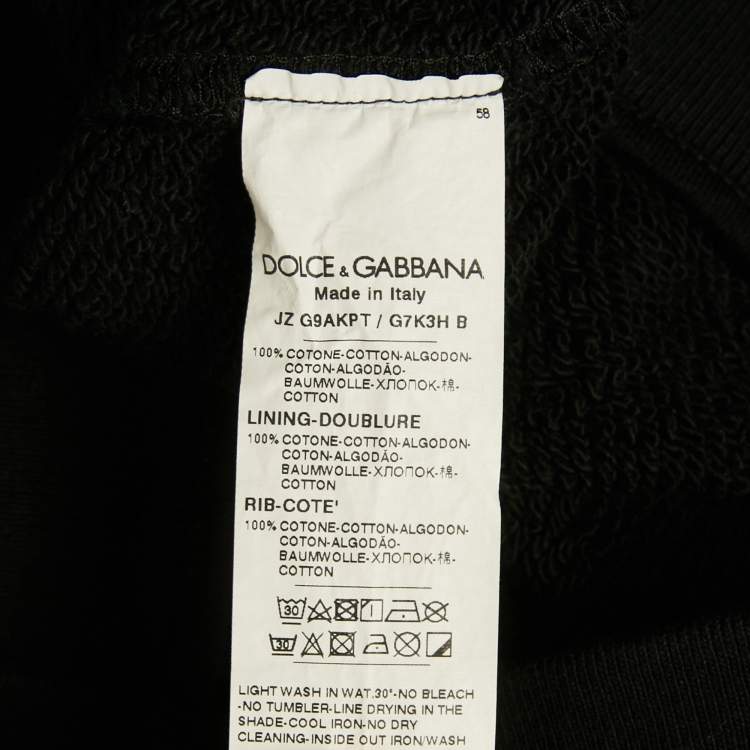 58
DOLCE & GABBANA
Made in Italy
JZ G9AKPT / G7K3H B
100% COTONE-COTTON-ALGODON-
COTON-ALGODÃO-
BAUMWOLLE-ХЛОПОК-棉-
COTTON
LINING-DOUBLURE
100% COTONE-COTTON-ALGODON-
COTON-ALGODÃO-
BAUMWOLLE-ХЛОПОК-棉-
COTTON
RIB-COTE'
100% COTONE-COTTON-ALGODON-
COTON-ALGODÃO-
BAUMWOLLE-ХЛОПОК-棉-
COTTON
30
30
LIGHT WASH IN WAT.30°-NO BLEACH
-NO TUMBLER-LINE DRYING IN THE
SHADE-COOL IRON-NO DRY
CLEANING-INSIDE OUT IRON/WASH